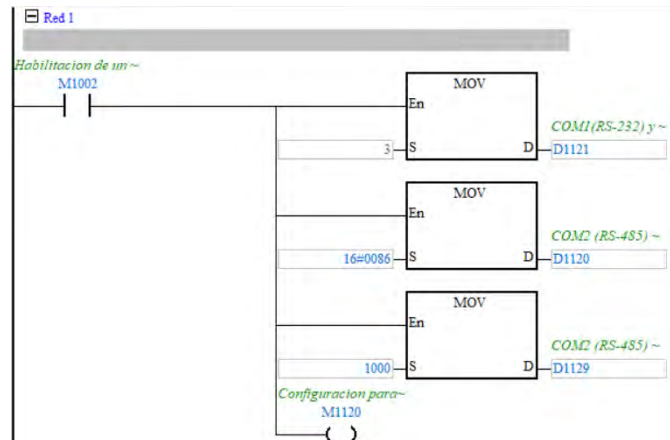 Red 1
Habilitacion de un~
M1002
MOV
En
COM1(RS-232) y ~
3
S
D
D1121
MOV
En
COM2 (RS-485) ~
16#0086
S
D
D1120
MOV
En
COM2 (RS-485) ~
1000
S
D
D1129
Configuracion para~
M1120